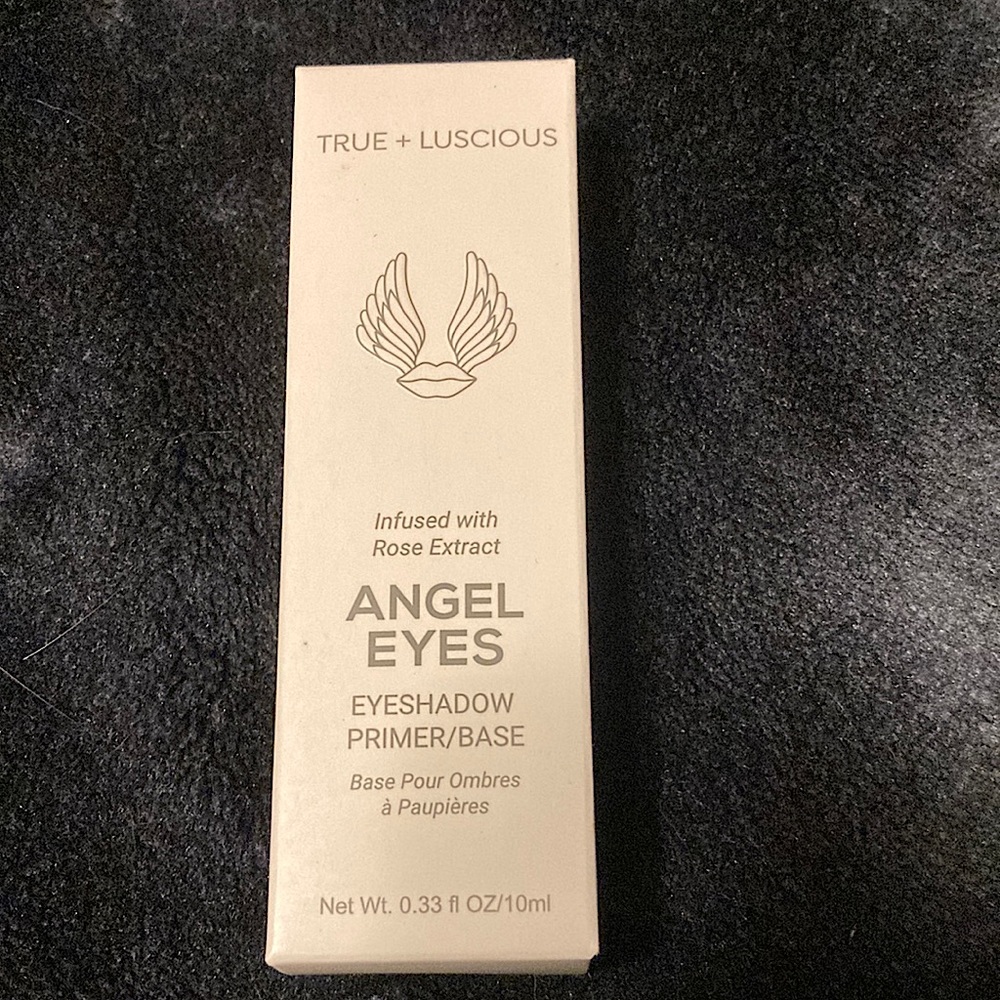 TRUE + LUSCIOUS
Infused with
Rose Extract
ANGEL
EYES
EYESHADOW
PRIMER/BASE
Base Pour Ombres
à Paupières
Net Wt. 0.33 fl OZ/10ml